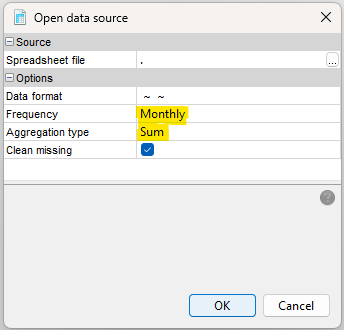 Open data source
Source
Spreadsheet file .
...
Options
Data format ~ ~
Frequency Monthly
Aggregation type Sum
Clean missing
?
OK Cancel